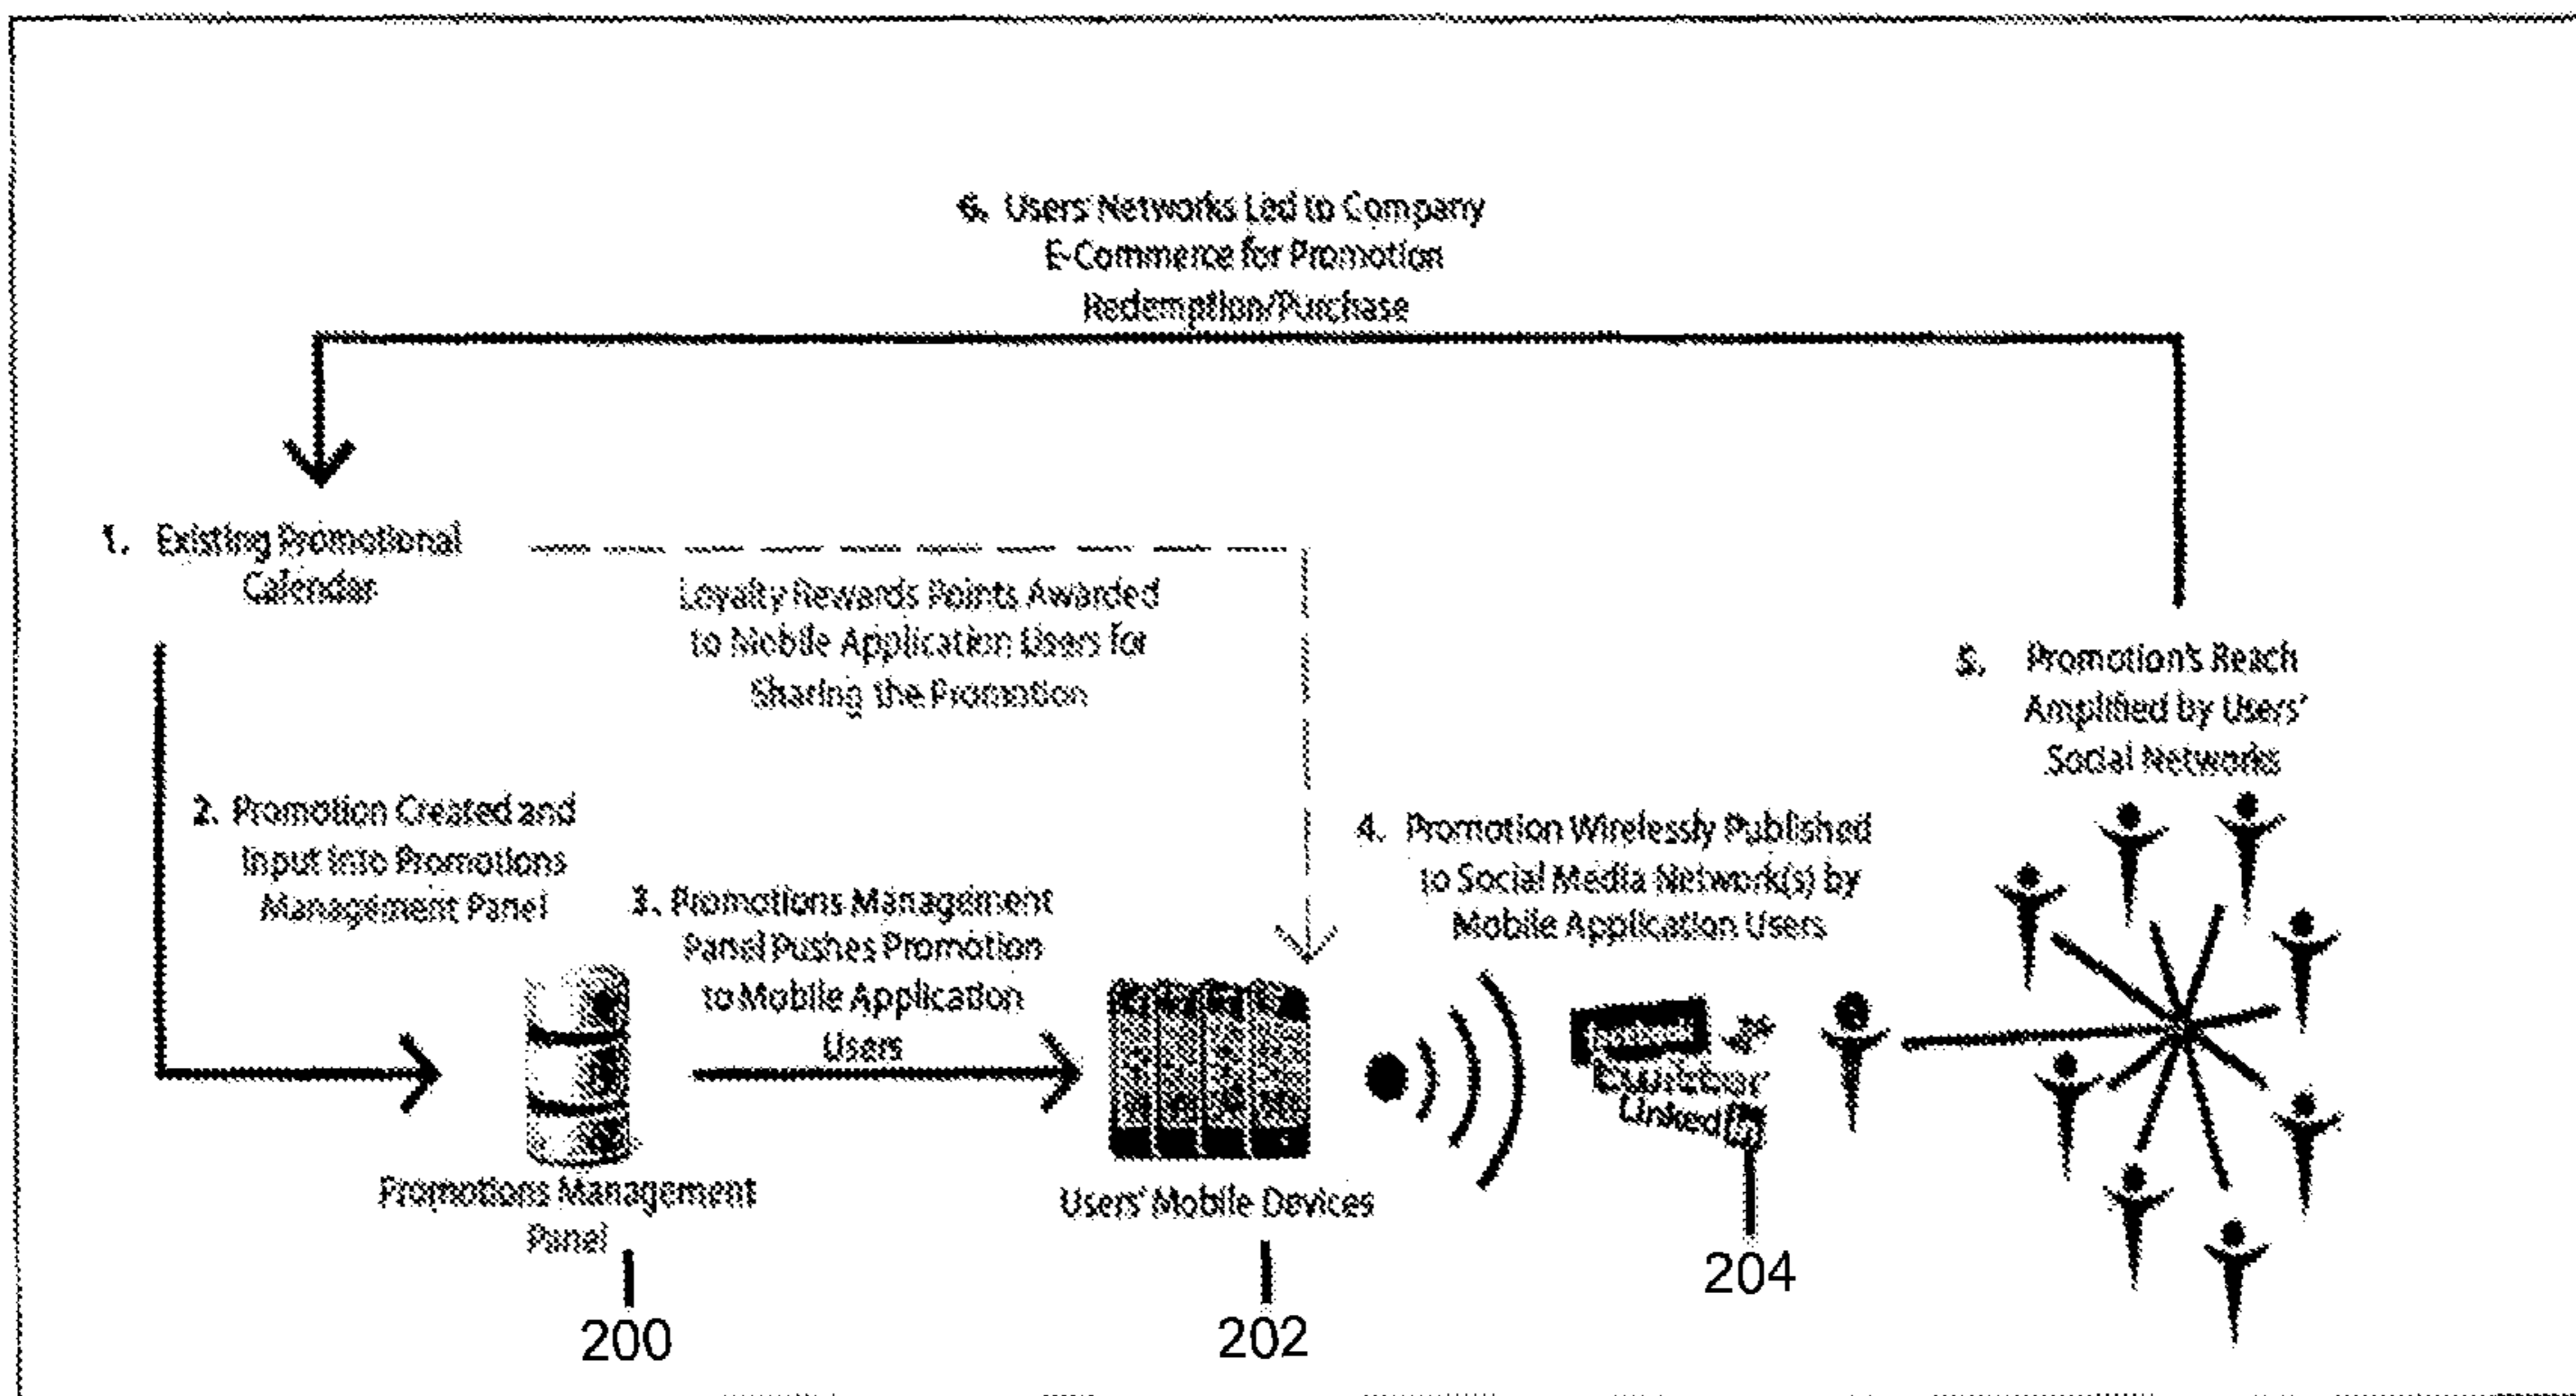 6. Users' Networks Led to Company
E-Commerce for Promotion
Redemption/Purchase
1. Existing Promotional
Calendar
Loyalty Rewards Points Awarded
to Mobile Application Users for
Sharing the Promotion
2. Promotion Created and
Input into Promotions
Management Panel
3. Promotions Management
Panel Pushes Promotion
to Mobile Application
Users
4. Promotion Wirelessly Published
to Social Media Network(s) by
Mobile Application Users
5. Promotion's Reach
Amplified by Users'
Social Networks
Promotions Management
Panel
200
Users' Mobile Devices
202
twitter
Linked in
204